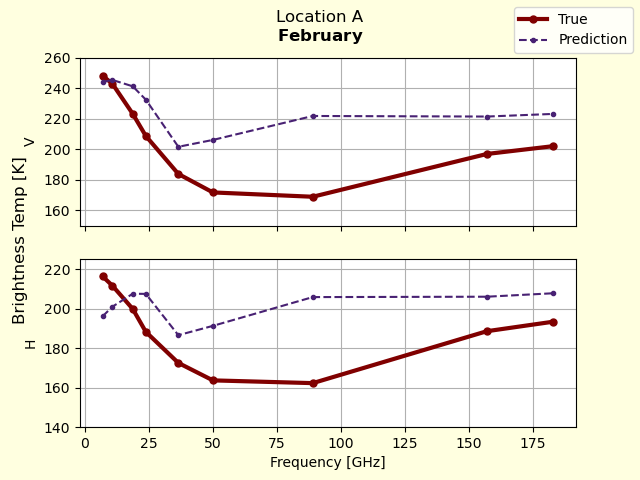 Location A
February
True
Prediction
260
240
220
200
180
160
V
Brightness Temp [K]
220
200
180
160
140
H
0 25 50 75 100 125 150 175
Frequency [GHz]